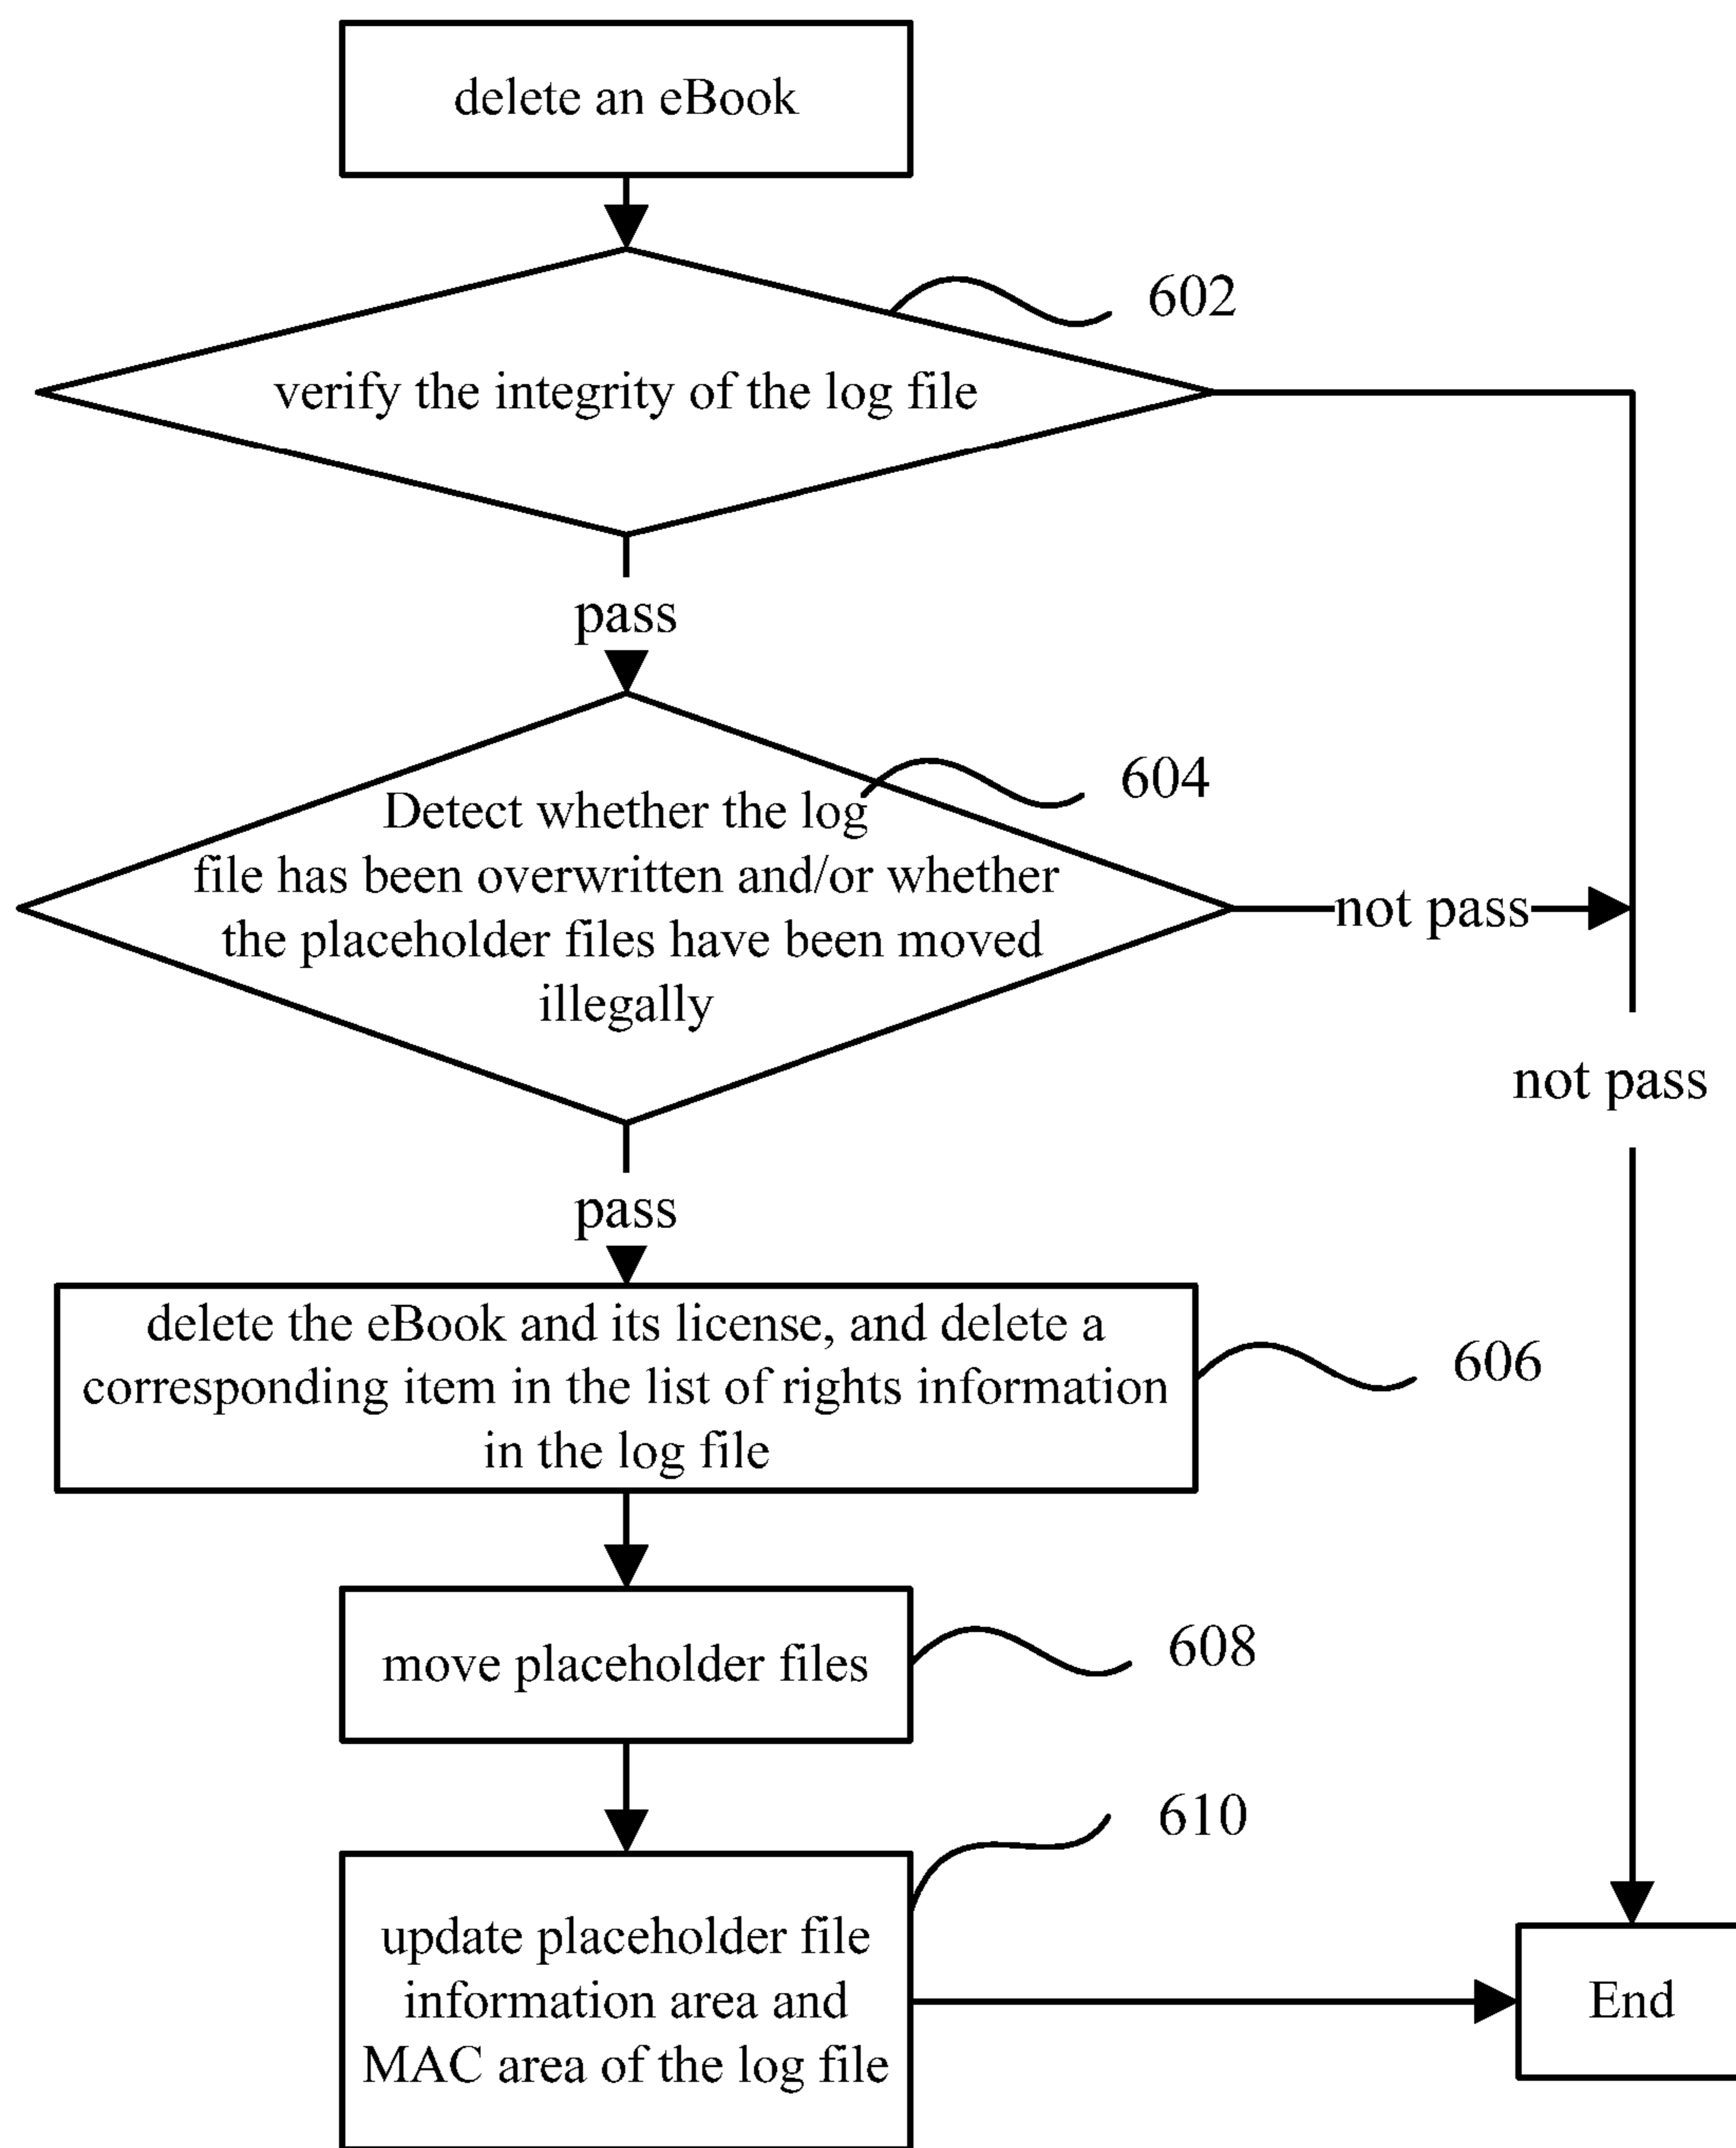 delete an eBook
602
verify the integrity of the log file
pass
604
Detect whether the log
file has been overwritten and/or whether
the placeholder files have been moved
illegally
not pass
not pass
pass
delete the eBook and its license, and delete a
corresponding item in the list of rights information
in the log file
606
move placeholder files
608
610
update placeholder file
information area and
MAC area of the log file
End